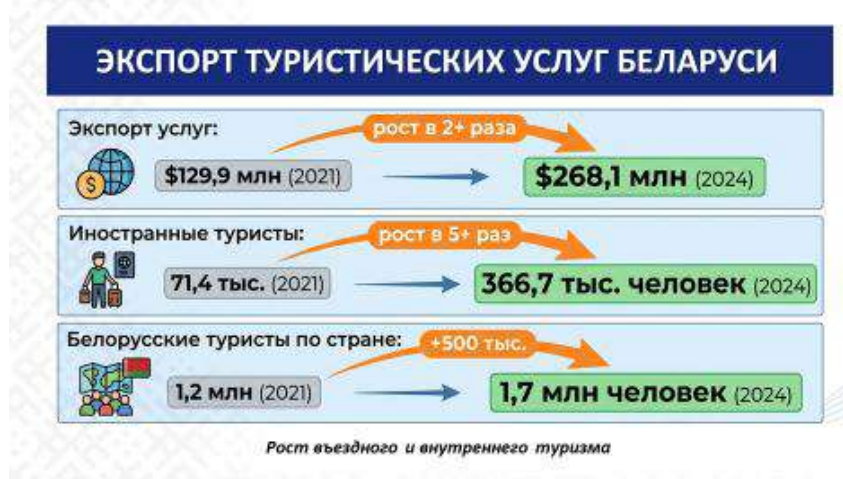 ЭКСПОРТ ТУРИСТИЧЕСКИХ УСЛУГ БЕЛАРУСИ
Экспорт услуг:
рост в 2+ раза
$129,9 млн (2021)
$268,1 млн (2024)
Иностранные туристы:
рост в 5+ раз
71,4 тыс. (2021)
366,7 тыс. человек (2024)
Белорусские туристы по стране:
+500 тыс.
1,2 млн (2021)
1,7 млн человек (2024)
Рост въездного и внутреннего туризма